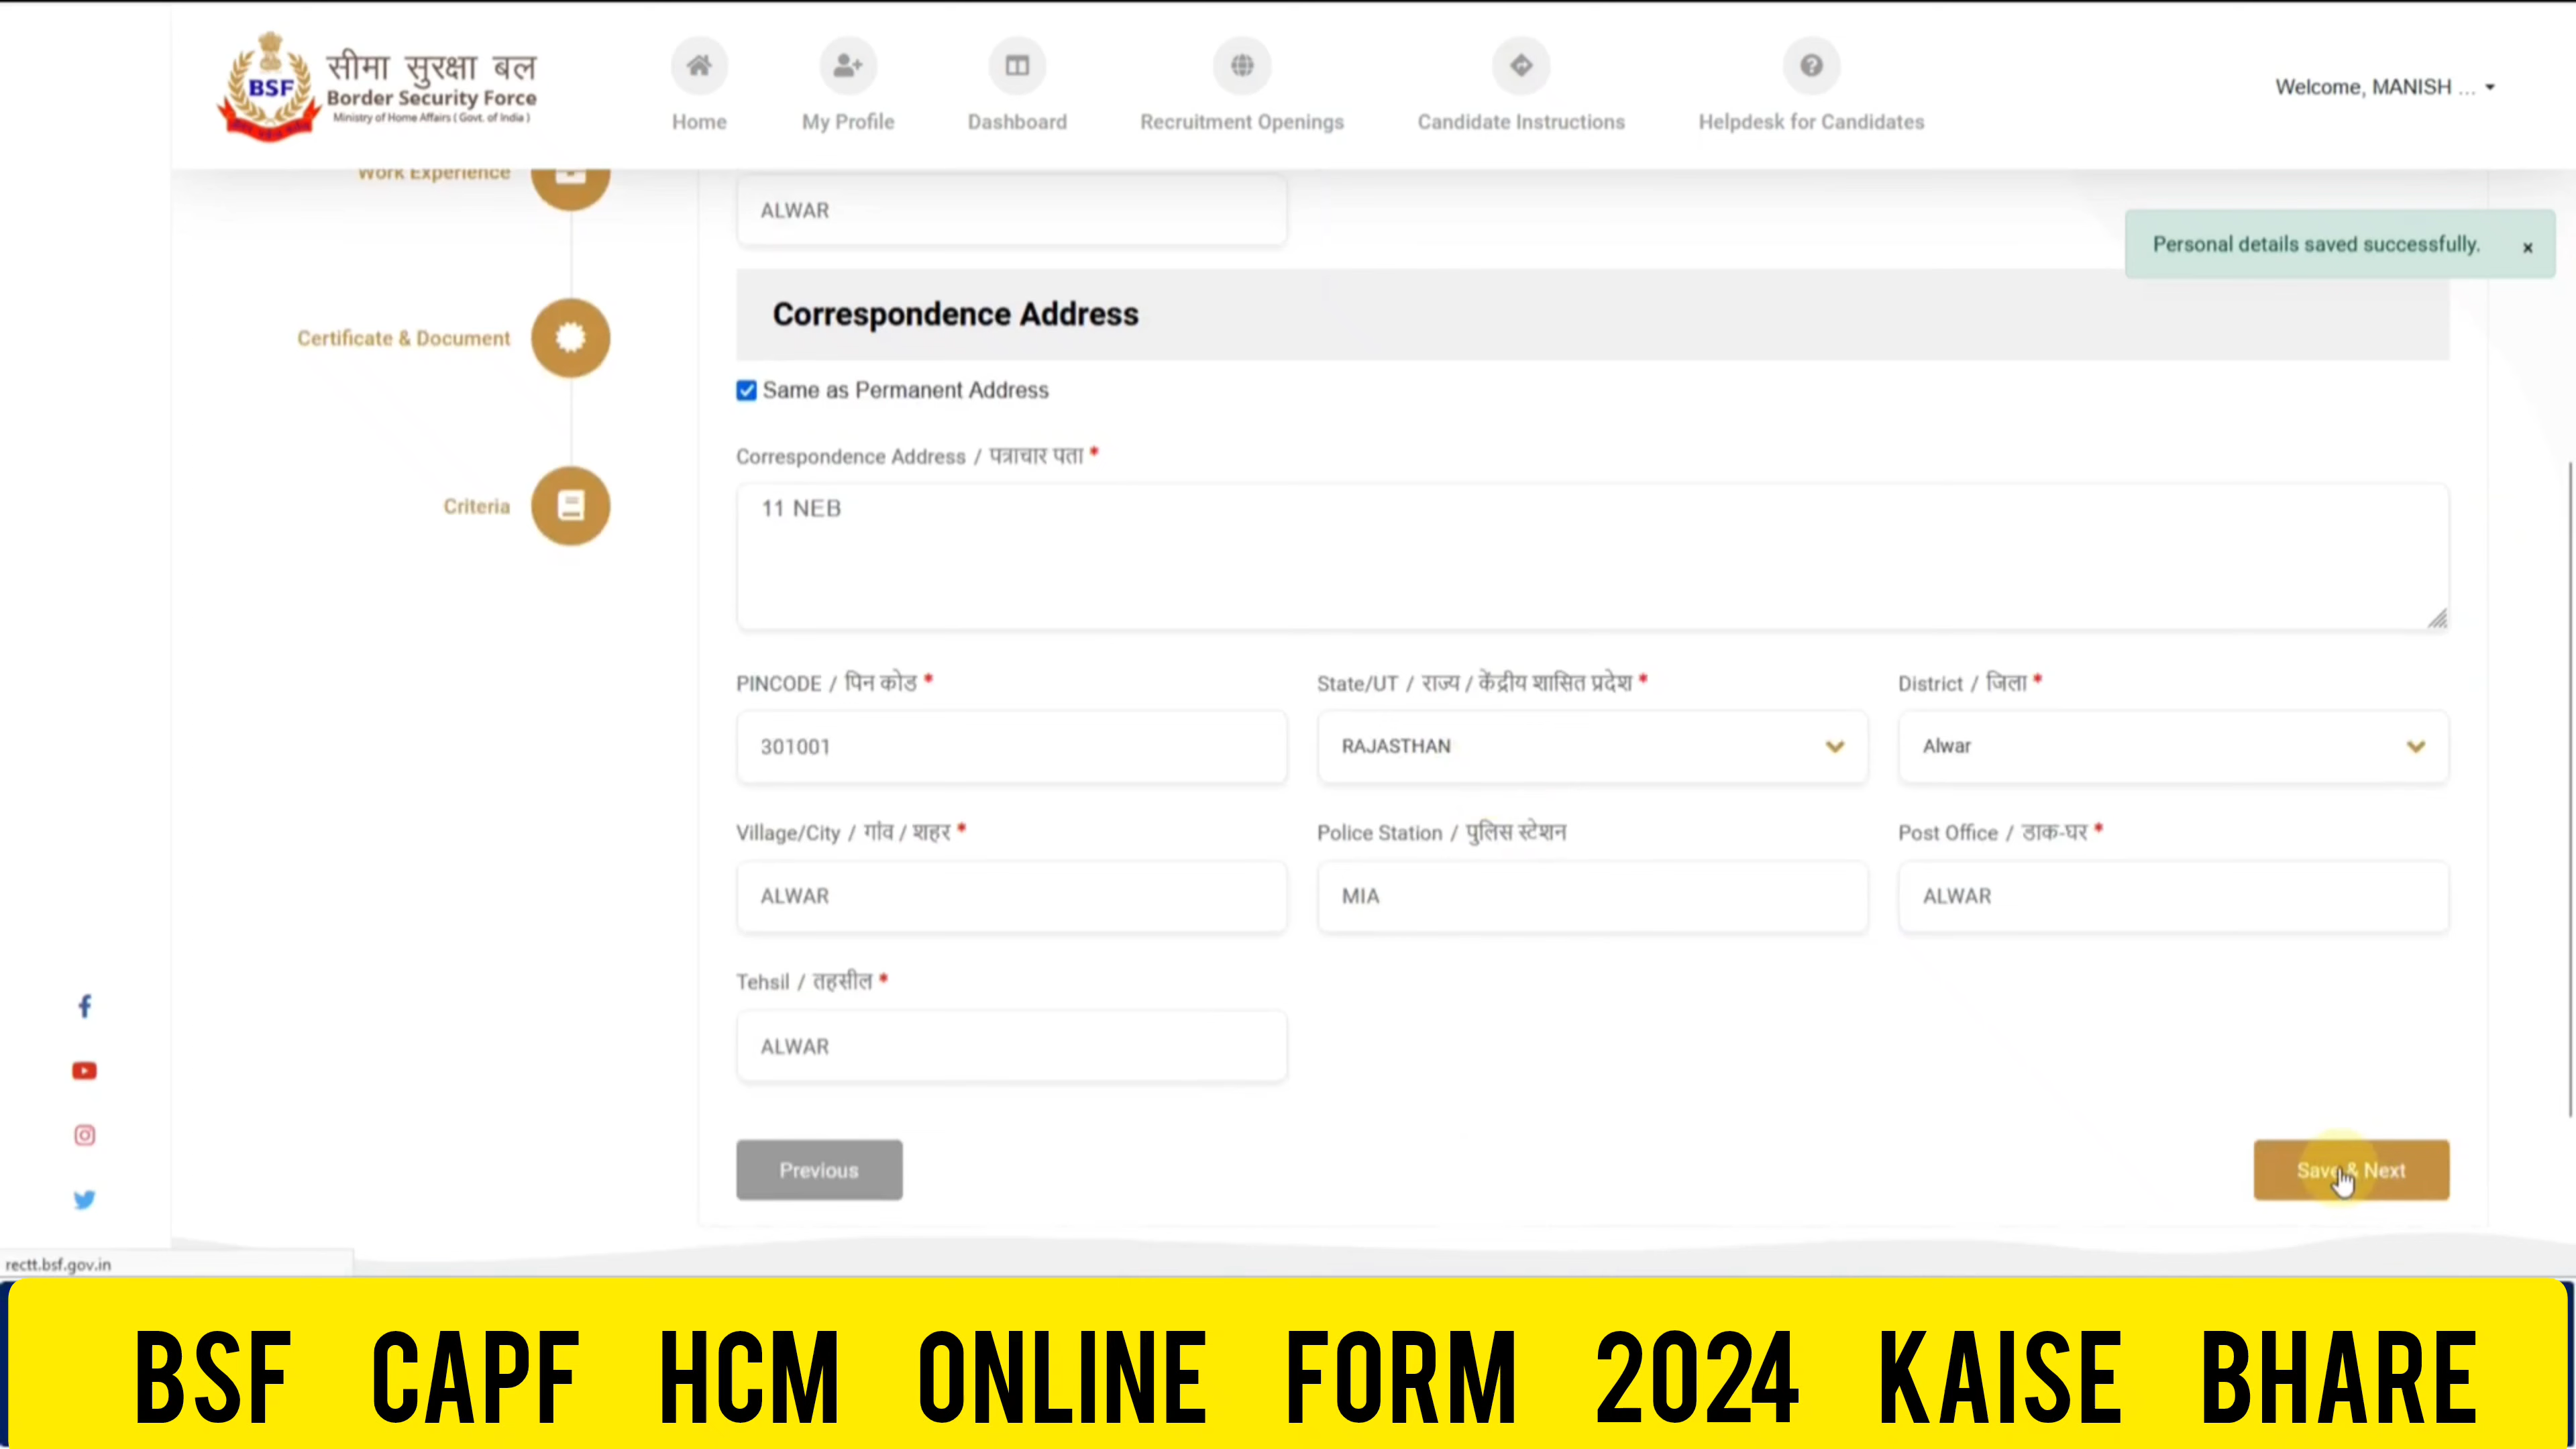 सीमा सुरक्षा बल
BSF
Border Security Force
Ministry of Home Affairs ( Govt. of India )
Home
My Profile
Dashboard
Recruitment Openings
Candidate Instructions
Helpdesk for Candidates
Welcome, MANISH ...
Work Experience
ALWAR
Personal details saved successfully. ×
Correspondence Address
Certificate & Document
Same as Permanent Address
Correspondence Address / पत्राचार पता *
11 NEB
Criteria
PINCODE / पिन कोड *
State/UT / राज्य / केंद्रीय शासित प्रदेश *
District / जिला *
301001
RAJASTHAN
Alwar
Village/City / गांव / शहर *
Police Station / पुलिस स्टेशन
Post Office / डाक-घर *
ALWAR
MIA
ALWAR
Tehsil / तहसील *
ALWAR
Previous
Save & Next
rectt.bsf.gov.in
BSF CAPF HCM ONLINE FORM 2024 KAISE BHARE